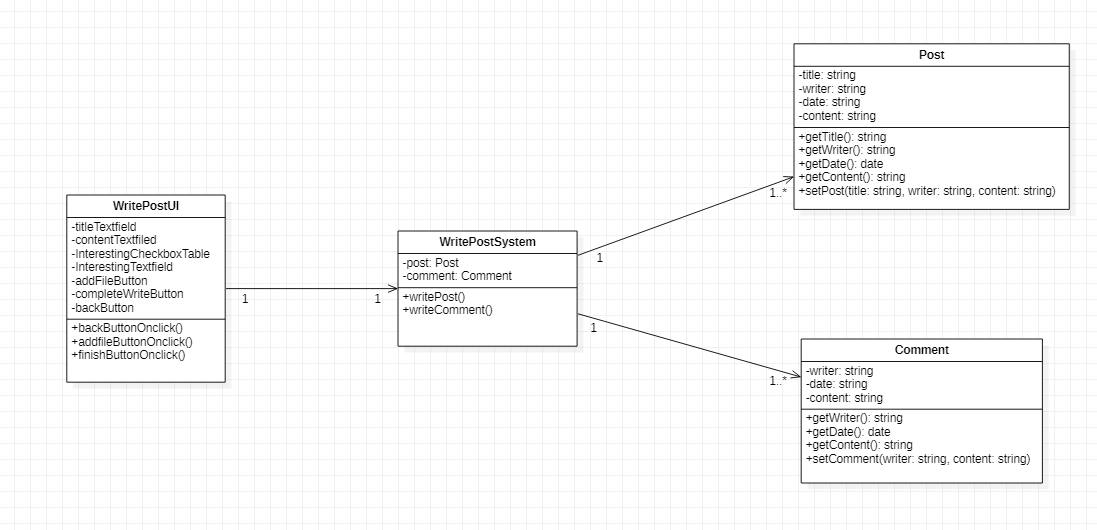 WritePostUI
-titleTextfield
-contentTextfiled
-InterestingCheckboxTable
-InterestingTextfield
-addFileButton
-completeWriteButton
-backButton
+backButtonOnclick()
+addfileButtonOnclick()
+finishButtonOnclick()
1
1
WritePostSystem
-post: Post
-comment: Comment
+writePost()
+writeComment()
1
1..*
1
1..*
Post
-title: string
-writer: string
-date: string
-content: string
+getTitle(): string
+getWriter(): string
+getDate(): date
+getContent(): string
+setPost(title: string, writer: string, content: string)
Comment
-writer: string
-date: string
-content: string
+getWriter(): string
+getDate(): date
+getContent(): string
+setComment(writer: string, content: string)